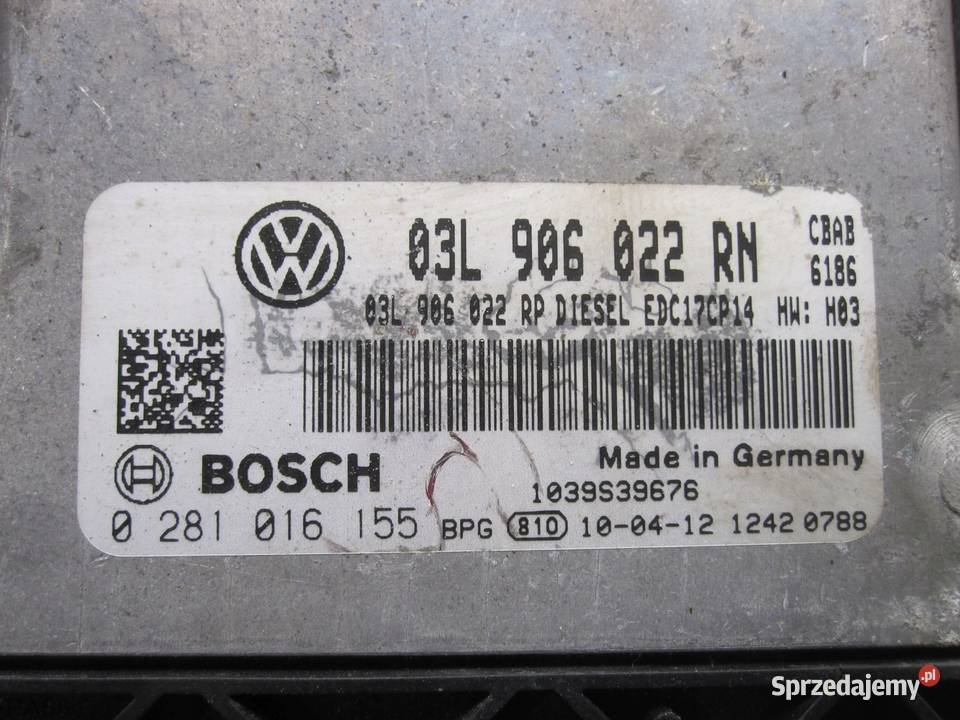 03L 906 022 RN
CBAB
6186
03L 906 022 RP DIESEL EDC17CP14 HW: H03
BOSCH
Made in Germany
1039S39676
0 281 016 155 BPG 810 10-04-12 1242 0788
Sprzedajemy.pl